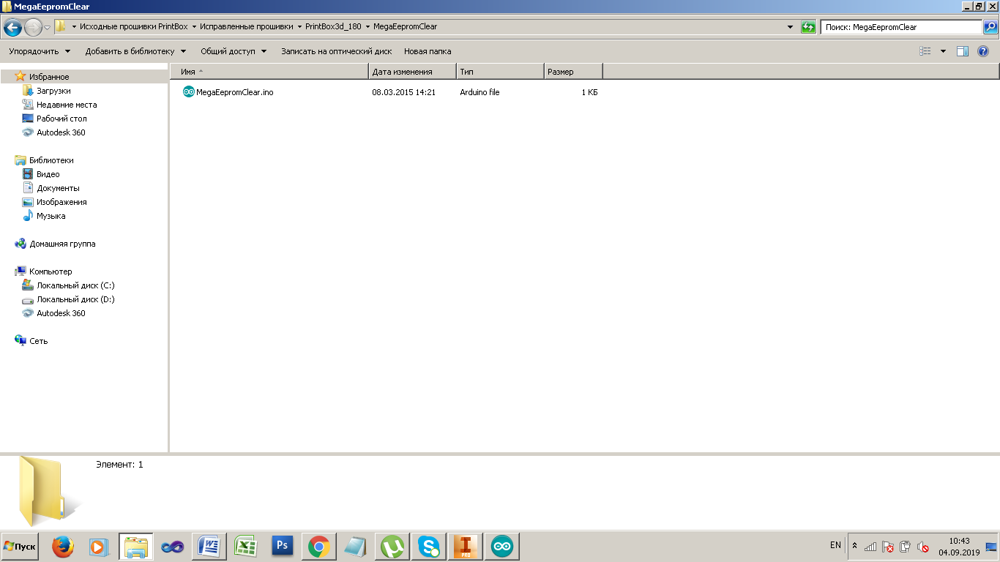 MegaEepromClear
Исходные прошивки PrintBox Исправленные прошивки PrintBox3d_180 MegaEepromClear
Поиск: MegaEepromClear
Упорядочить Добавить в библиотеку Общий доступ Записать на оптический диск Новая папка
Избранное
Загрузки
Недавние места
Рабочий стол
Autodesk 360
Библиотеки
Видео
Документы
Изображения
Музыка
Домашняя группа
Компьютер
Локальный диск (C:)
Локальный диск (D:)
Autodesk 360
Сеть
Имя Дата изменения Тип Размер
MegaEepromClear.ino 08.03.2015 14:21 Arduino file 1 КБ
Элемент: 1
Пуск
Ps
PRO
EN
10:43
04.09.2019